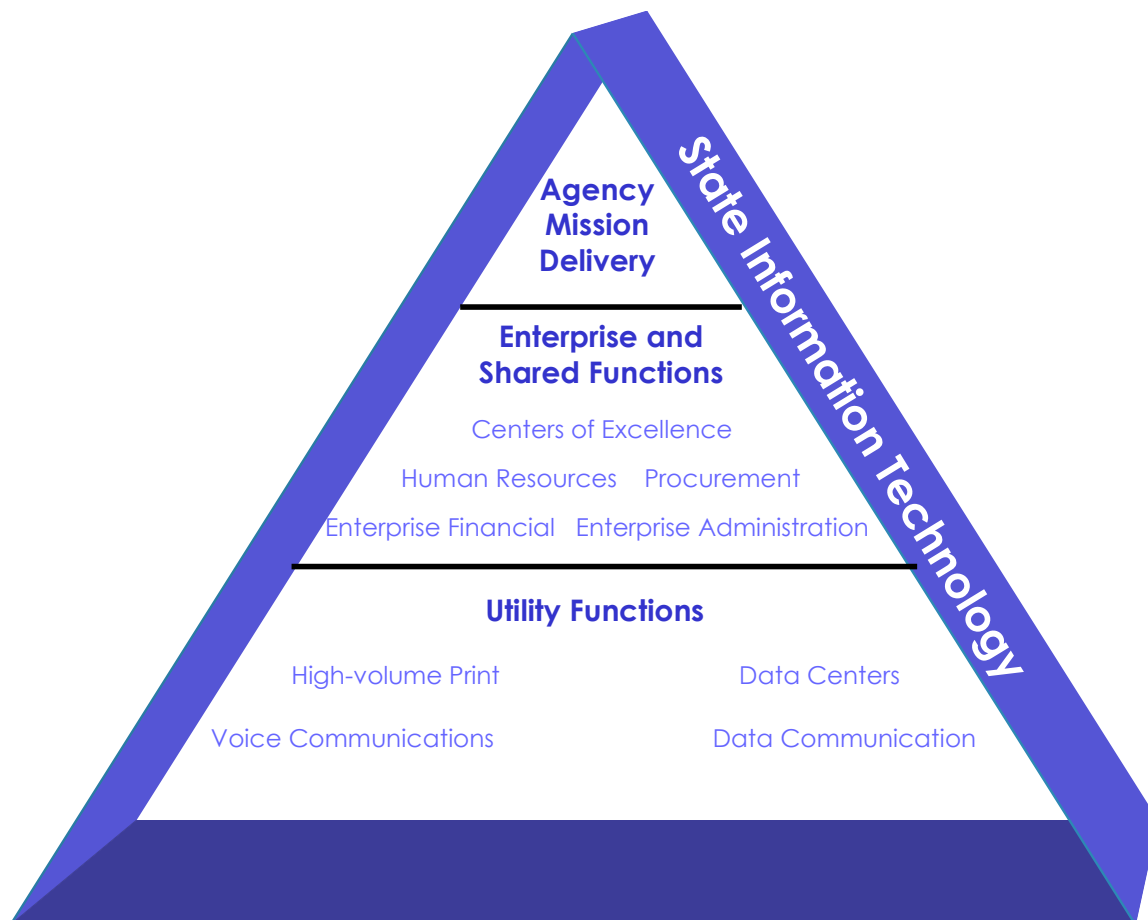 Agency
Mission
Delivery
Enterprise and
Shared Functions
Centers of Excellence
Human Resources Procurement
Enterprise Financial Enterprise Administration
Utility Functions
High-volume Print Data Centers
Voice Communications Data Communication
State Information Technology